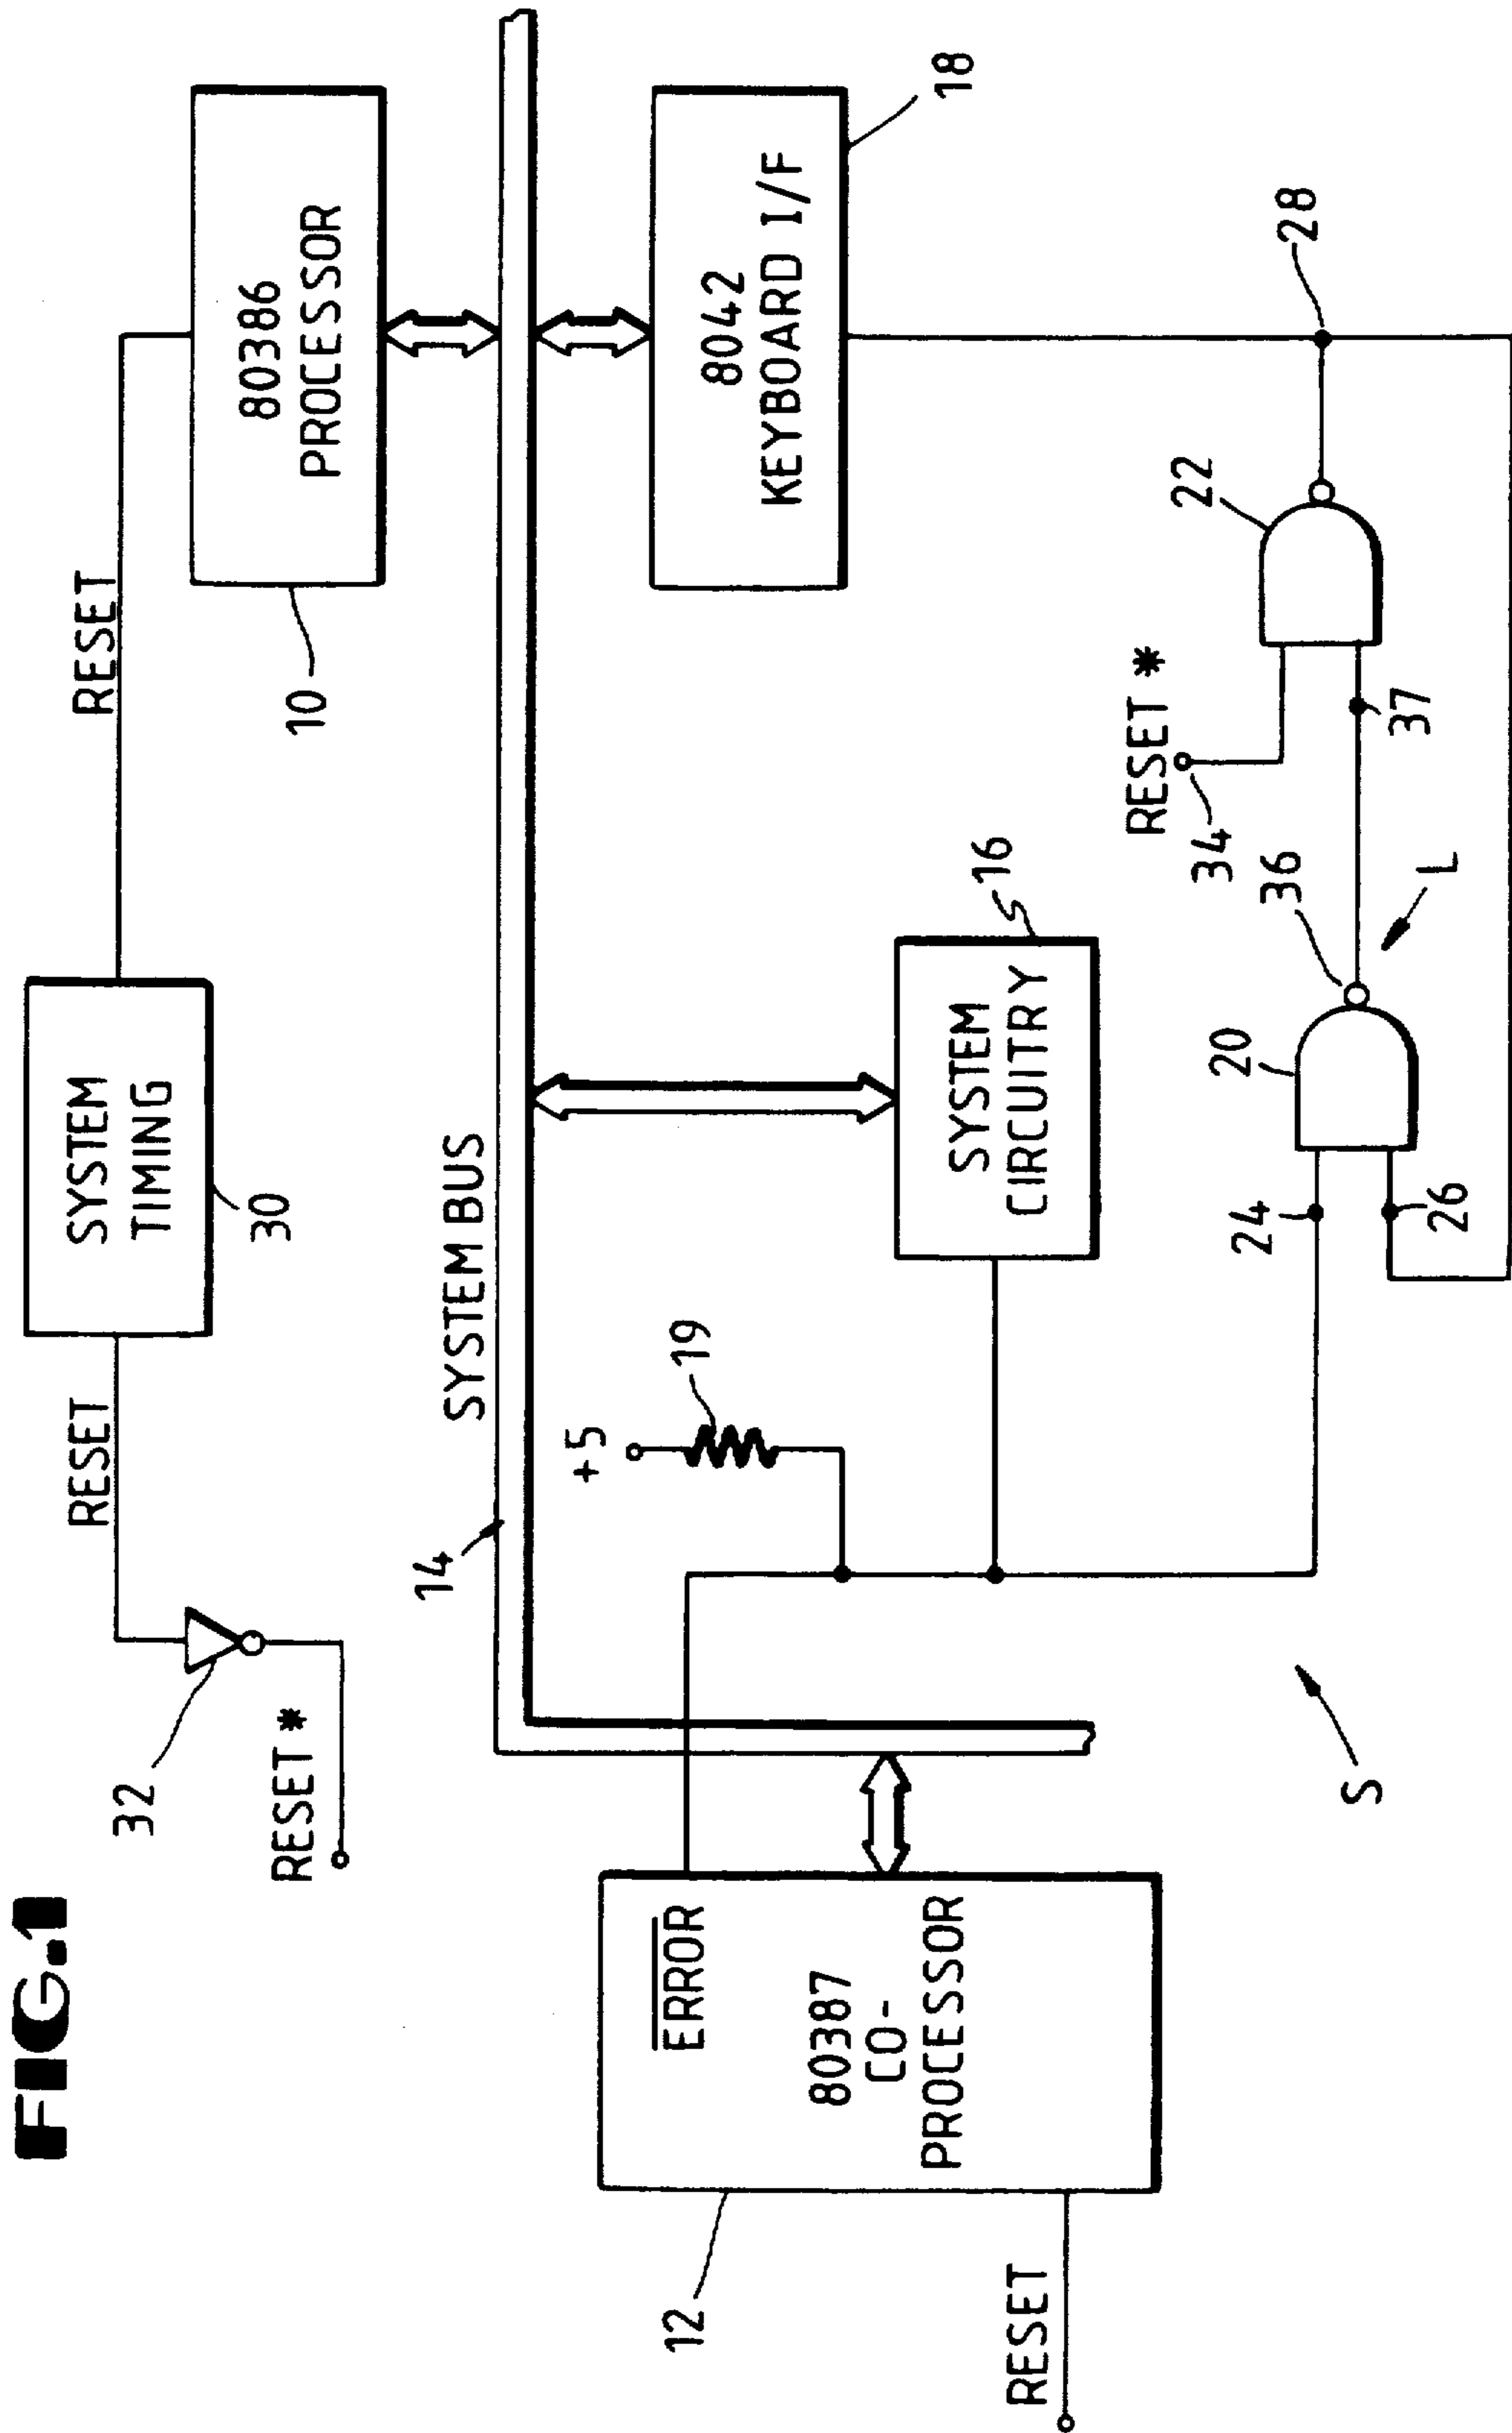 FIG.1
SYSTEM
TIMING
30
RESET
RESET
32
RESET *
80386
PROCESSOR
10
SYSTEM BUS
14
8042
KEYBOARD I/F
18
+5
19
SYSTEM
CIRCUITRY
16
ERROR
80387
CO-
PROCESSOR
12
RESET
RESET *
34
22
28
37
36
20
24
26
L
S